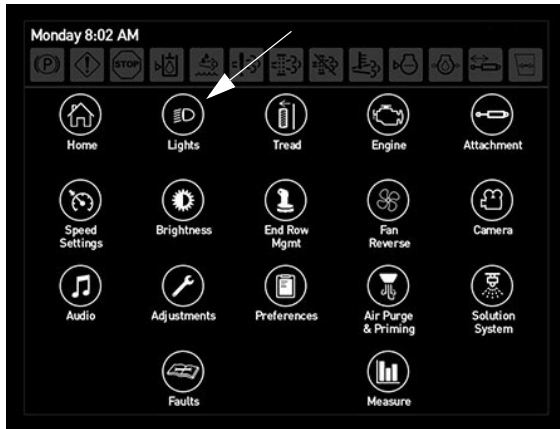 Monday 8:02 AM
P
STOP
Home
Lights
Tread
Engine
Attachment
Speed
Settings
Brightness
End Row
Mgmt
Fan
Reverse
Camera
Audio
Adjustments
Preferences
Air Purge
& Priming
Solution
System
Faults
Measure